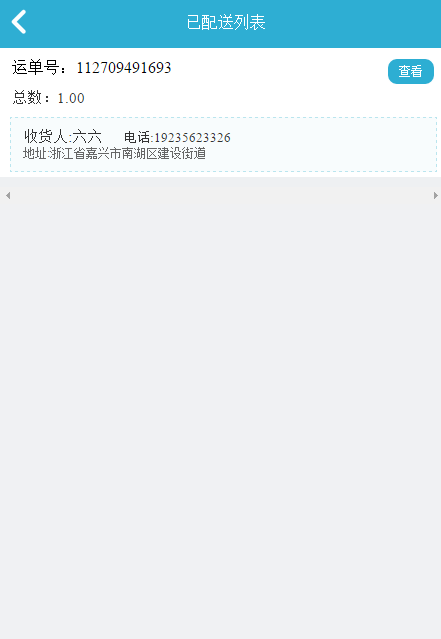 已配送列表
运单号：112709491693
查看
总数：1.00
收货人:六六 电话:19235623326
地址:浙江省嘉兴市南湖区建设街道